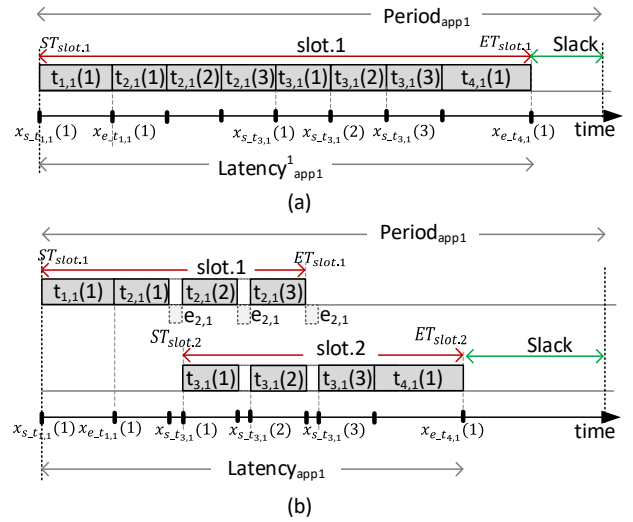 Period_app1
ST_slot.1 slot.1 ET_slot.1 Slack
t_1,1(1) t_2,1(1) t_2,1(2) t_2,1(3) t_3,1(1) t_3,1(2) t_3,1(3) t_4,1(1)
x_s_t_1,1(1) x_e_t_1,1(1) x_s_t_3,1(1) x_s_t_3,1(2) x_s_t_3,1(3) x_e_t_4,1(1) time
Latency^1_app1
(a)
Period_app1
ST_slot.1 slot.1 ET_slot.1
t_1,1(1) t_2,1(1) t_2,1(2) t_2,1(3)
e_2,1 e_2,1 e_2,1
ST_slot.2 slot.2 ET_slot.2 Slack
t_3,1(1) t_3,1(2) t_3,1(3) t_4,1(1)
x_s_t_1,1(1) x_e_t_1,1(1) x_s_t_3,1(1) x_s_t_3,1(2) x_s_t_3,1(3) x_e_t_4,1(1) time
Latency_app1
(b)